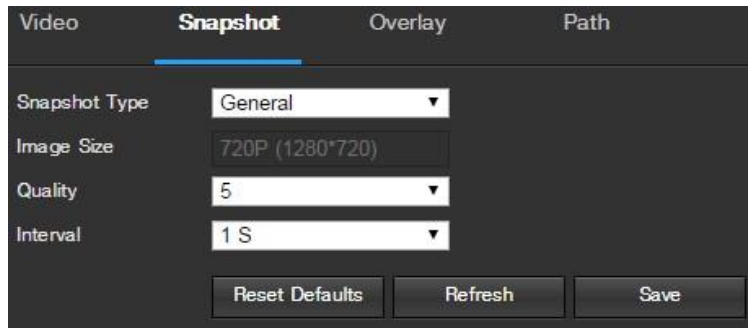 Video Snapshot Overlay Path
Snapshot Type General
Image Size 720P (1280*720)
Quality 5
Interval 1 S
Reset Defaults Refresh Save